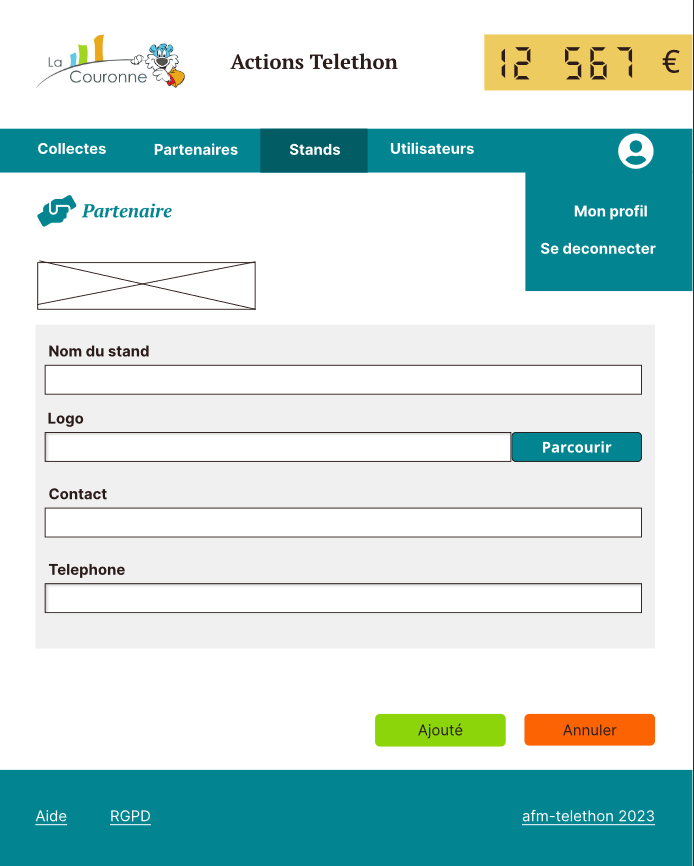 La
Couronne
Actions Telethon
12 567 €
Collectes
Partenaires
Stands
Utilisateurs
Mon profil
Se deconnecter
Partenaire
Nom du stand
Logo
Parcourir
Contact
Telephone
Ajouté
Annuler
Aide
RGPD
afm-telethon 2023